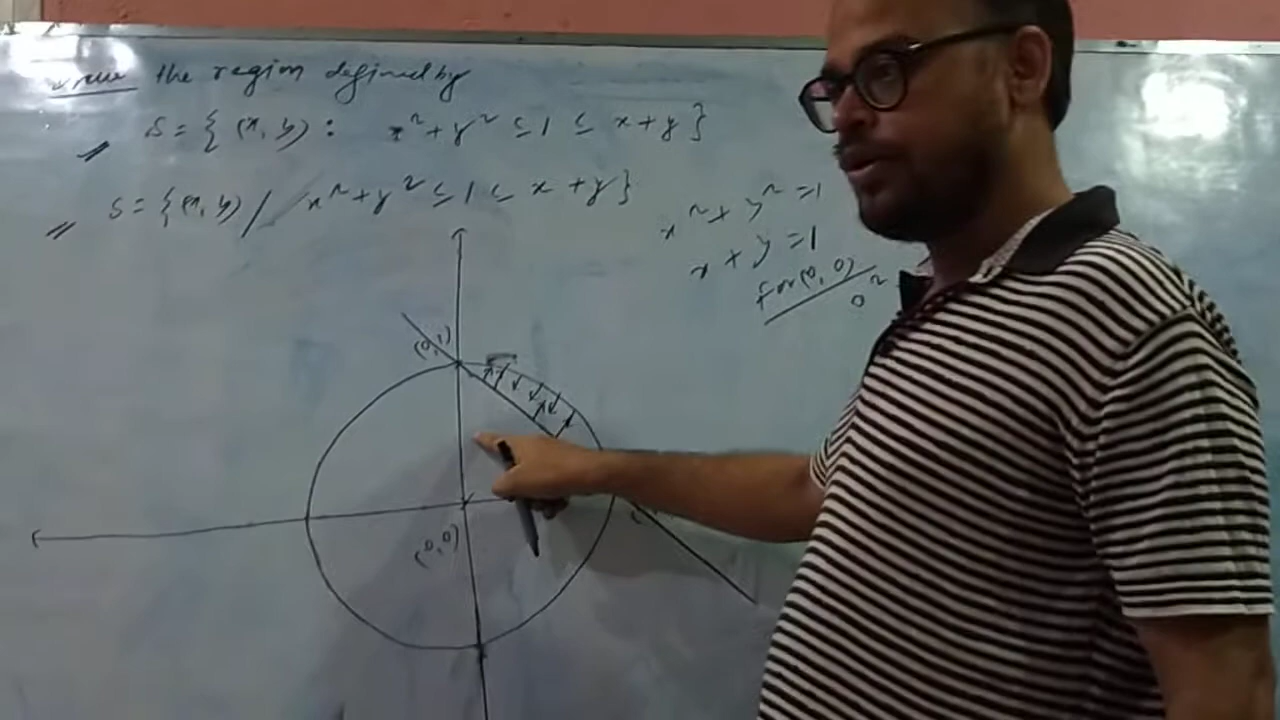 the region defined by
S = { (x, y) : x² + y² ≤ 1 ≤ x + y }
S = { (x, y) / x² + y² ≤ 1 ≤ x + y }
x² + y² = 1
x + y = 1
for (0, 0)
0²
(0, 1)
(0, 0)